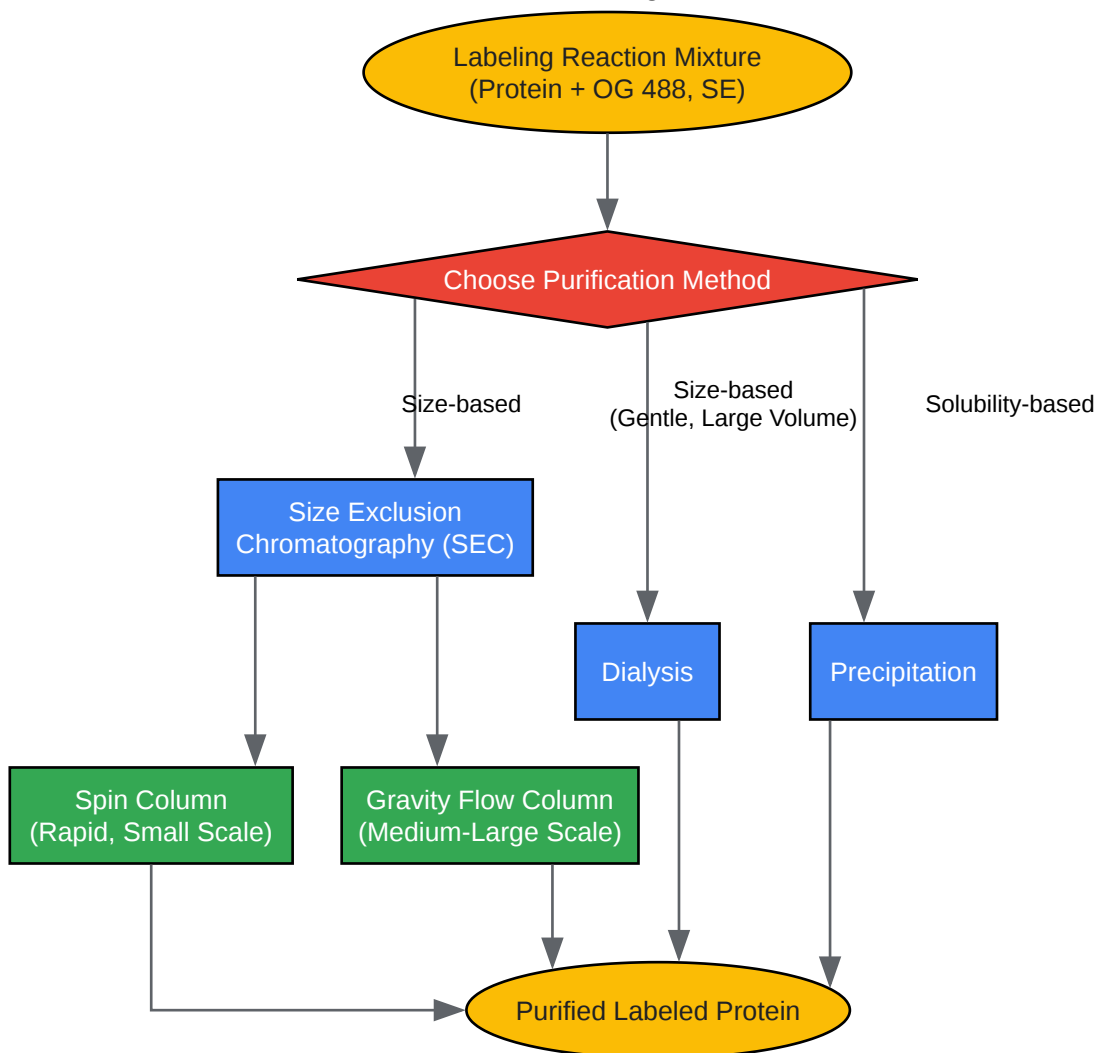 Labeling Reaction Mixture
(Protein + OG 488, SE)
Choose Purification Method
Size-based
Size-based
(Gentle, Large Volume)
Solubility-based
Size Exclusion
Chromatography (SEC)
Dialysis
Precipitation
Spin Column
(Rapid, Small Scale)
Gravity Flow Column
(Medium-Large Scale)
Purified Labeled Protein